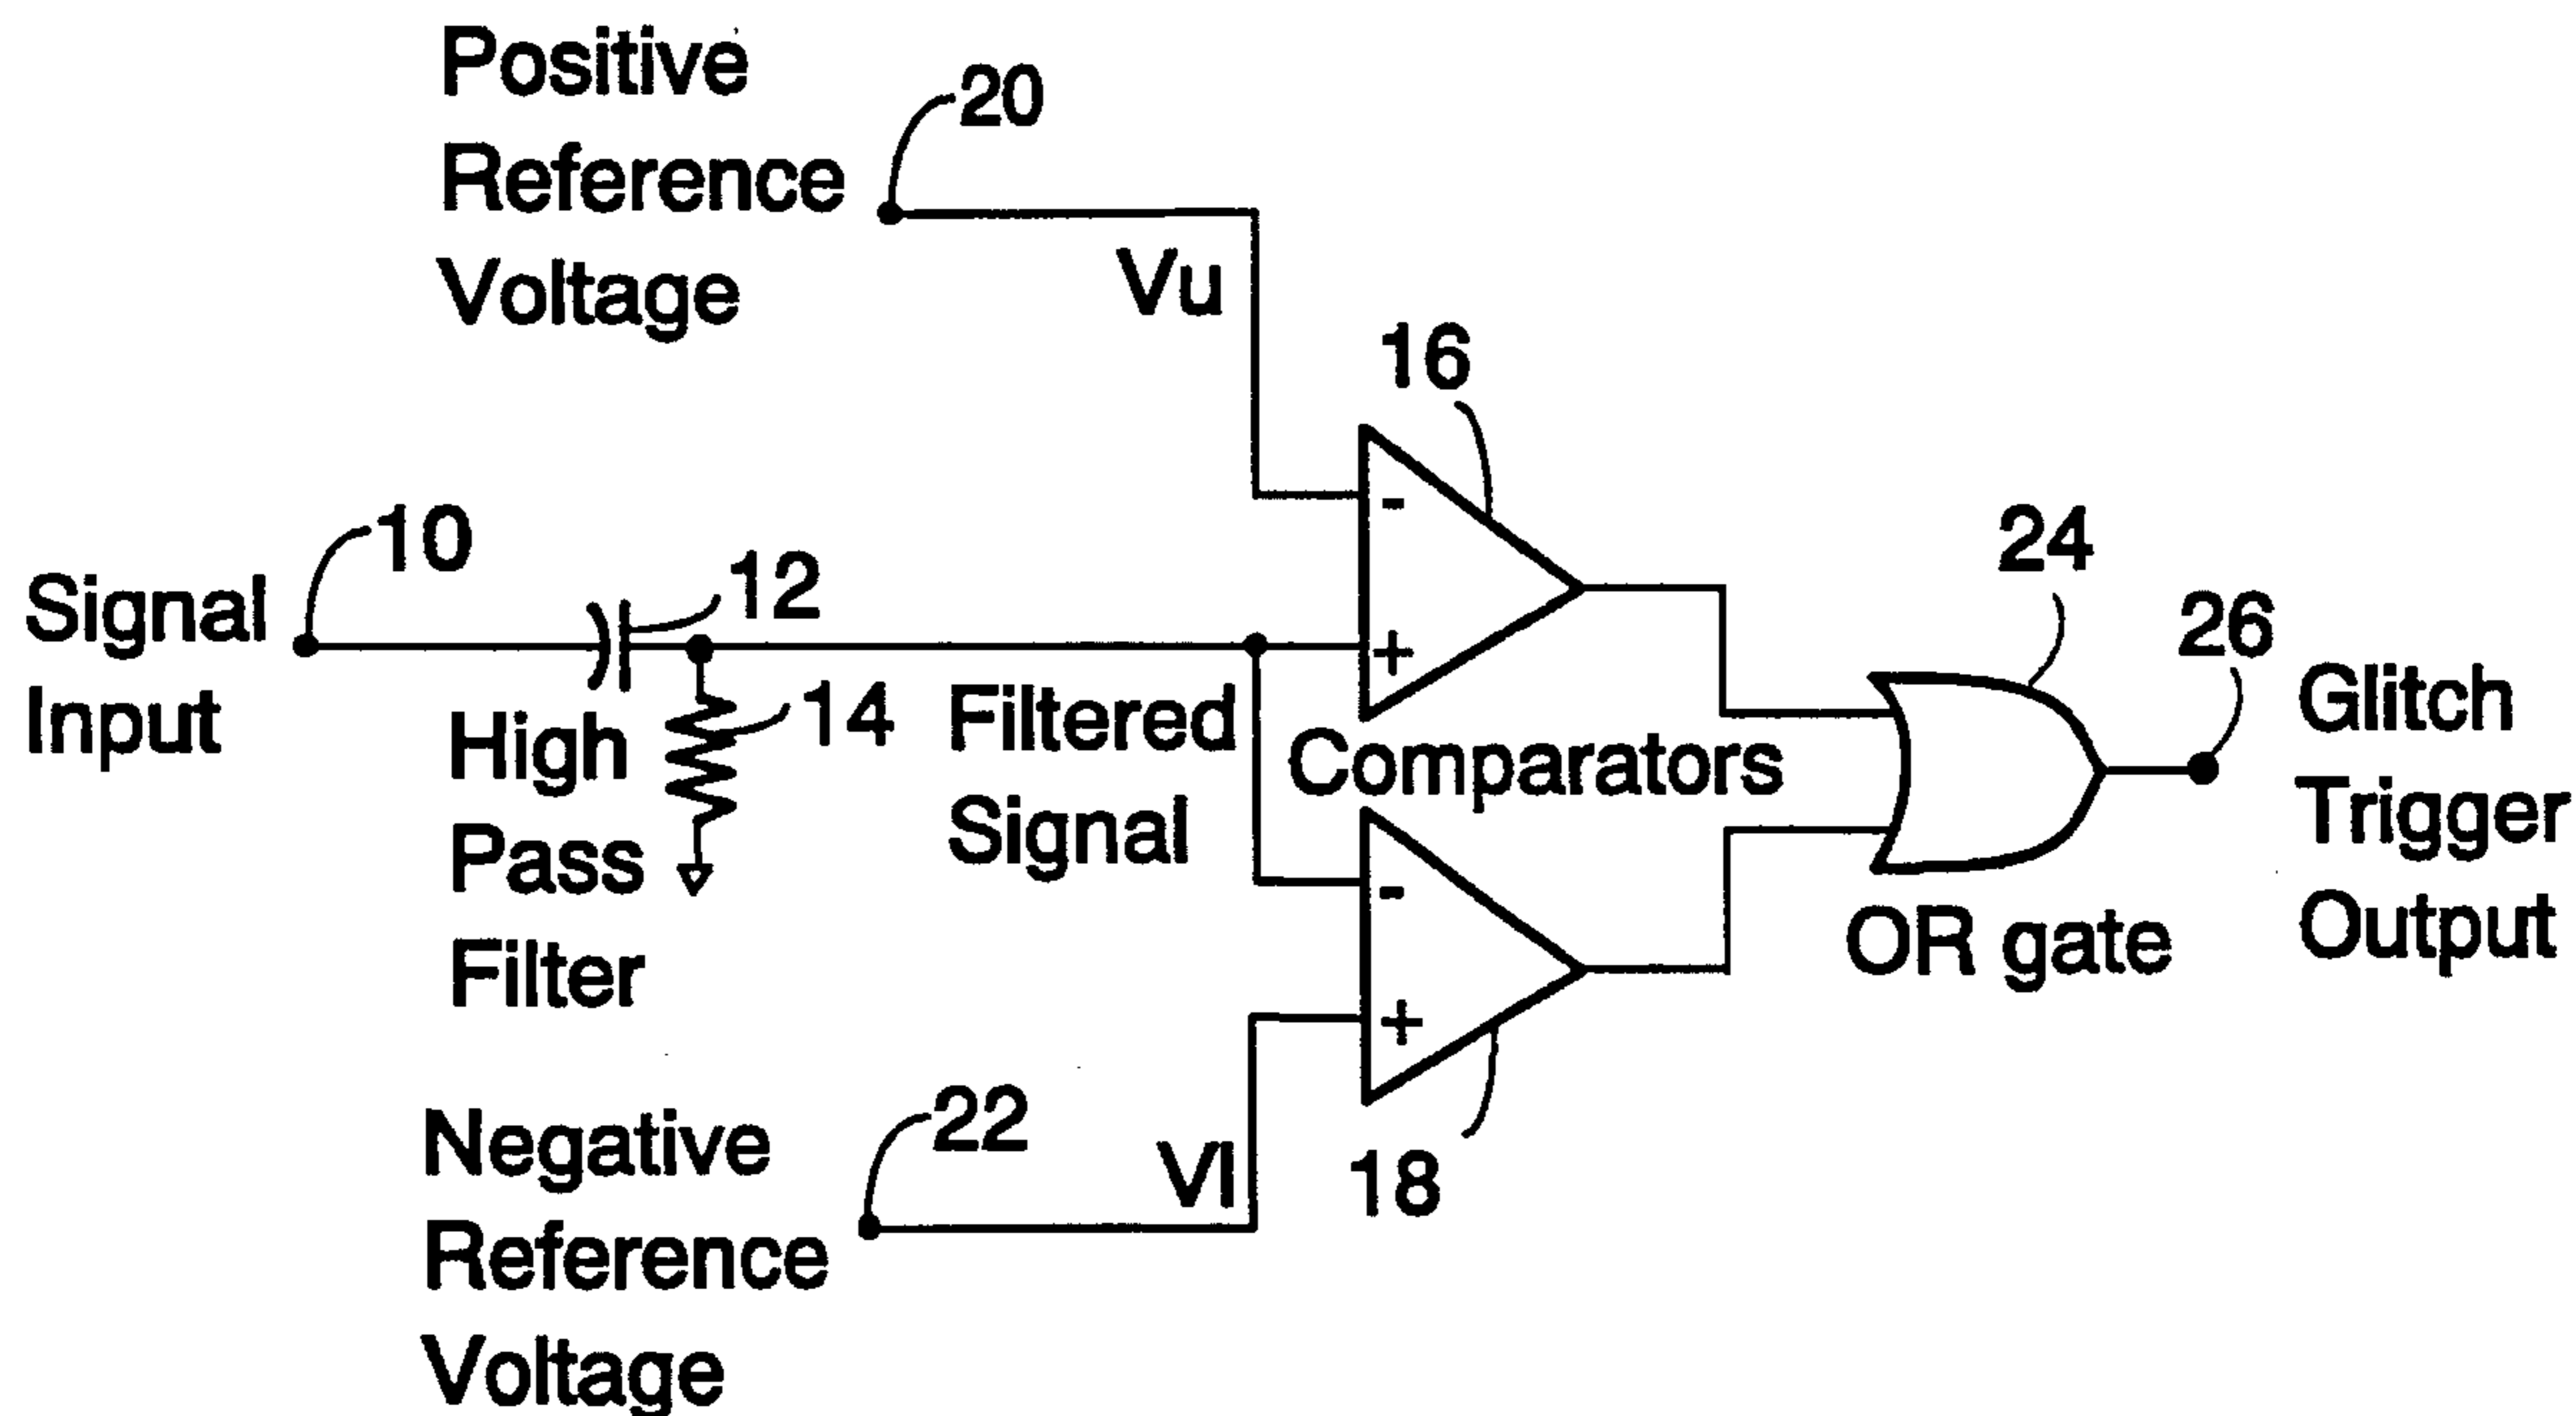 Positive
Reference
Voltage
20
Vu
16
-
+
Signal
Input
10
12
14
High
Pass
Filter
Filtered
Signal
Comparators
-
+
18
24
OR gate
26
Glitch
Trigger
Output
Negative
Reference
Voltage
22
Vl